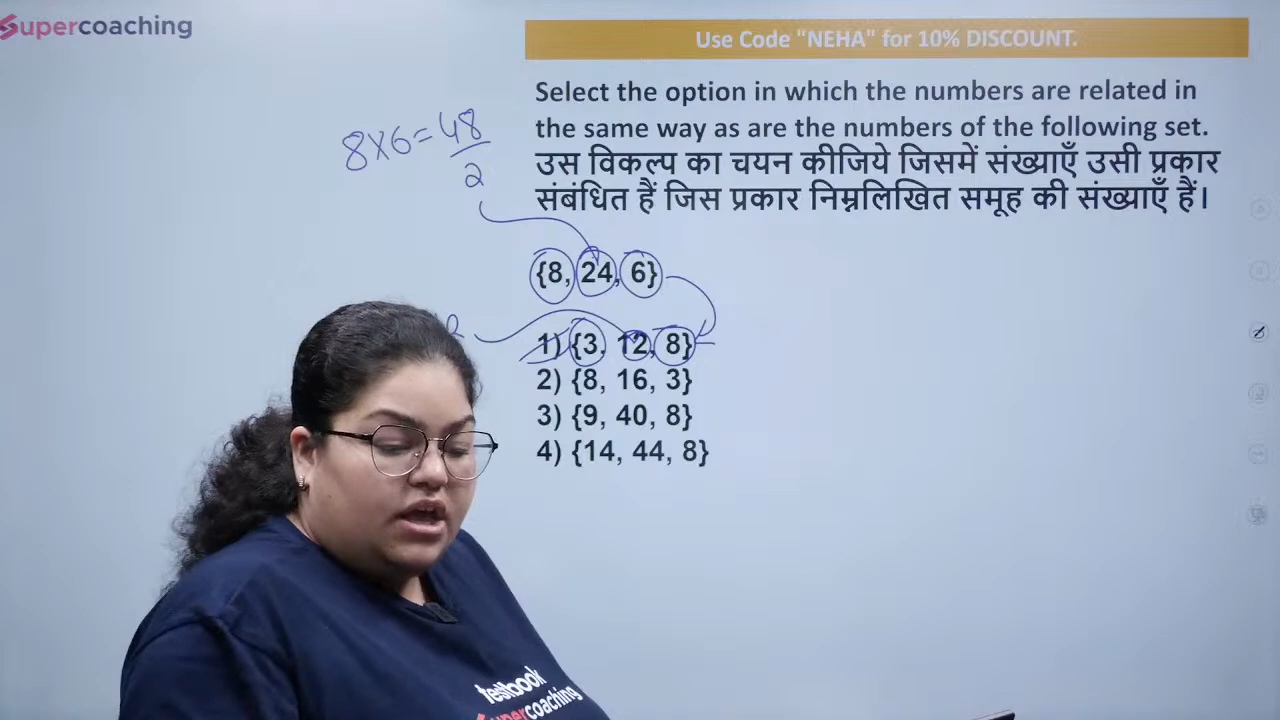 Supercoaching
Use Code "NEHA" for 10% DISCOUNT.
Select the option in which the numbers are related in
the same way as are the numbers of the following set.
उस विकल्प का चयन कीजिये जिसमें संख्याएँ उसी प्रकार
संबंधित हैं जिस प्रकार निम्नलिखित समूह की संख्याएँ हैं।
8x6=48
2
{8, 24, 6}
1) {3, 12, 8}
2) {8, 16, 3}
3) {9, 40, 8}
4) {14, 44, 8}
testbook
Supercoaching